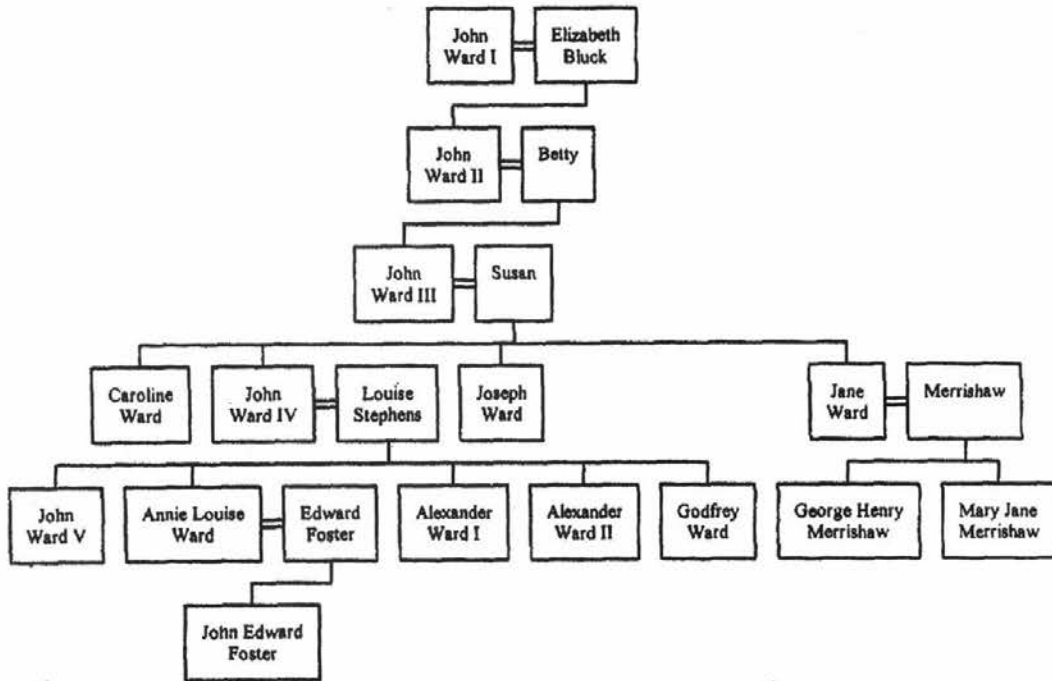 John
Ward I
Elizabeth
Bluck
John
Ward II
Betty
John
Ward III
Susan
Caroline
Ward
John
Ward IV
Louise
Stephens
Joseph
Ward
Jane
Ward
Merrishaw
John
Ward V
Annie Louise
Ward
Edward
Foster
Alexander
Ward I
Alexander
Ward II
Godfrey
Ward
George Henry
Merrishaw
Mary Jane
Merrishaw
John Edward
Foster